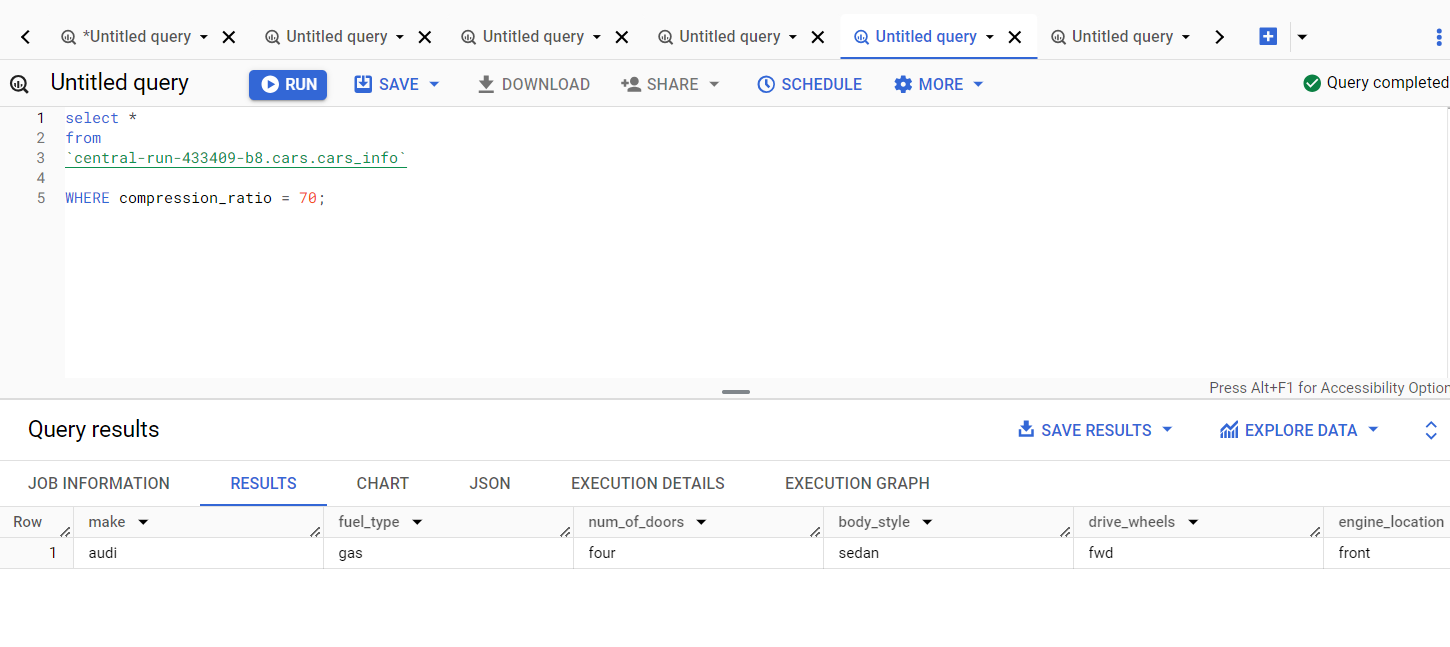 *Untitled query Untitled query Untitled query Untitled query Untitled query Untitled query
Untitled query RUN SAVE DOWNLOAD SHARE SCHEDULE MORE Query completed
1 select *
2 from
3 `central-run-433409-b8.cars.cars_info`
4
5 WHERE compression_ratio = 70;
Press Alt+F1 for Accessibility Option
Query results SAVE RESULTS EXPLORE DATA
JOB INFORMATION RESULTS CHART JSON EXECUTION DETAILS EXECUTION GRAPH
Row make fuel_type num_of_doors body_style drive_wheels engine_location
1 audi gas four sedan fwd front